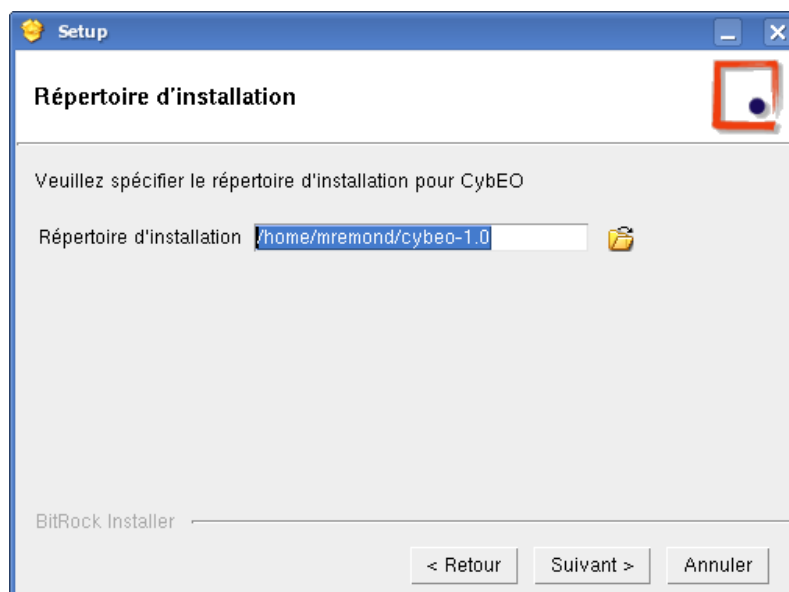 Setup
Répertoire d'installation
Veuillez spécifier le répertoire d'installation pour CybEO
Répertoire d'installation /home/mremond/cybeo-1.0
BitRock Installer
< Retour Suivant > Annuler